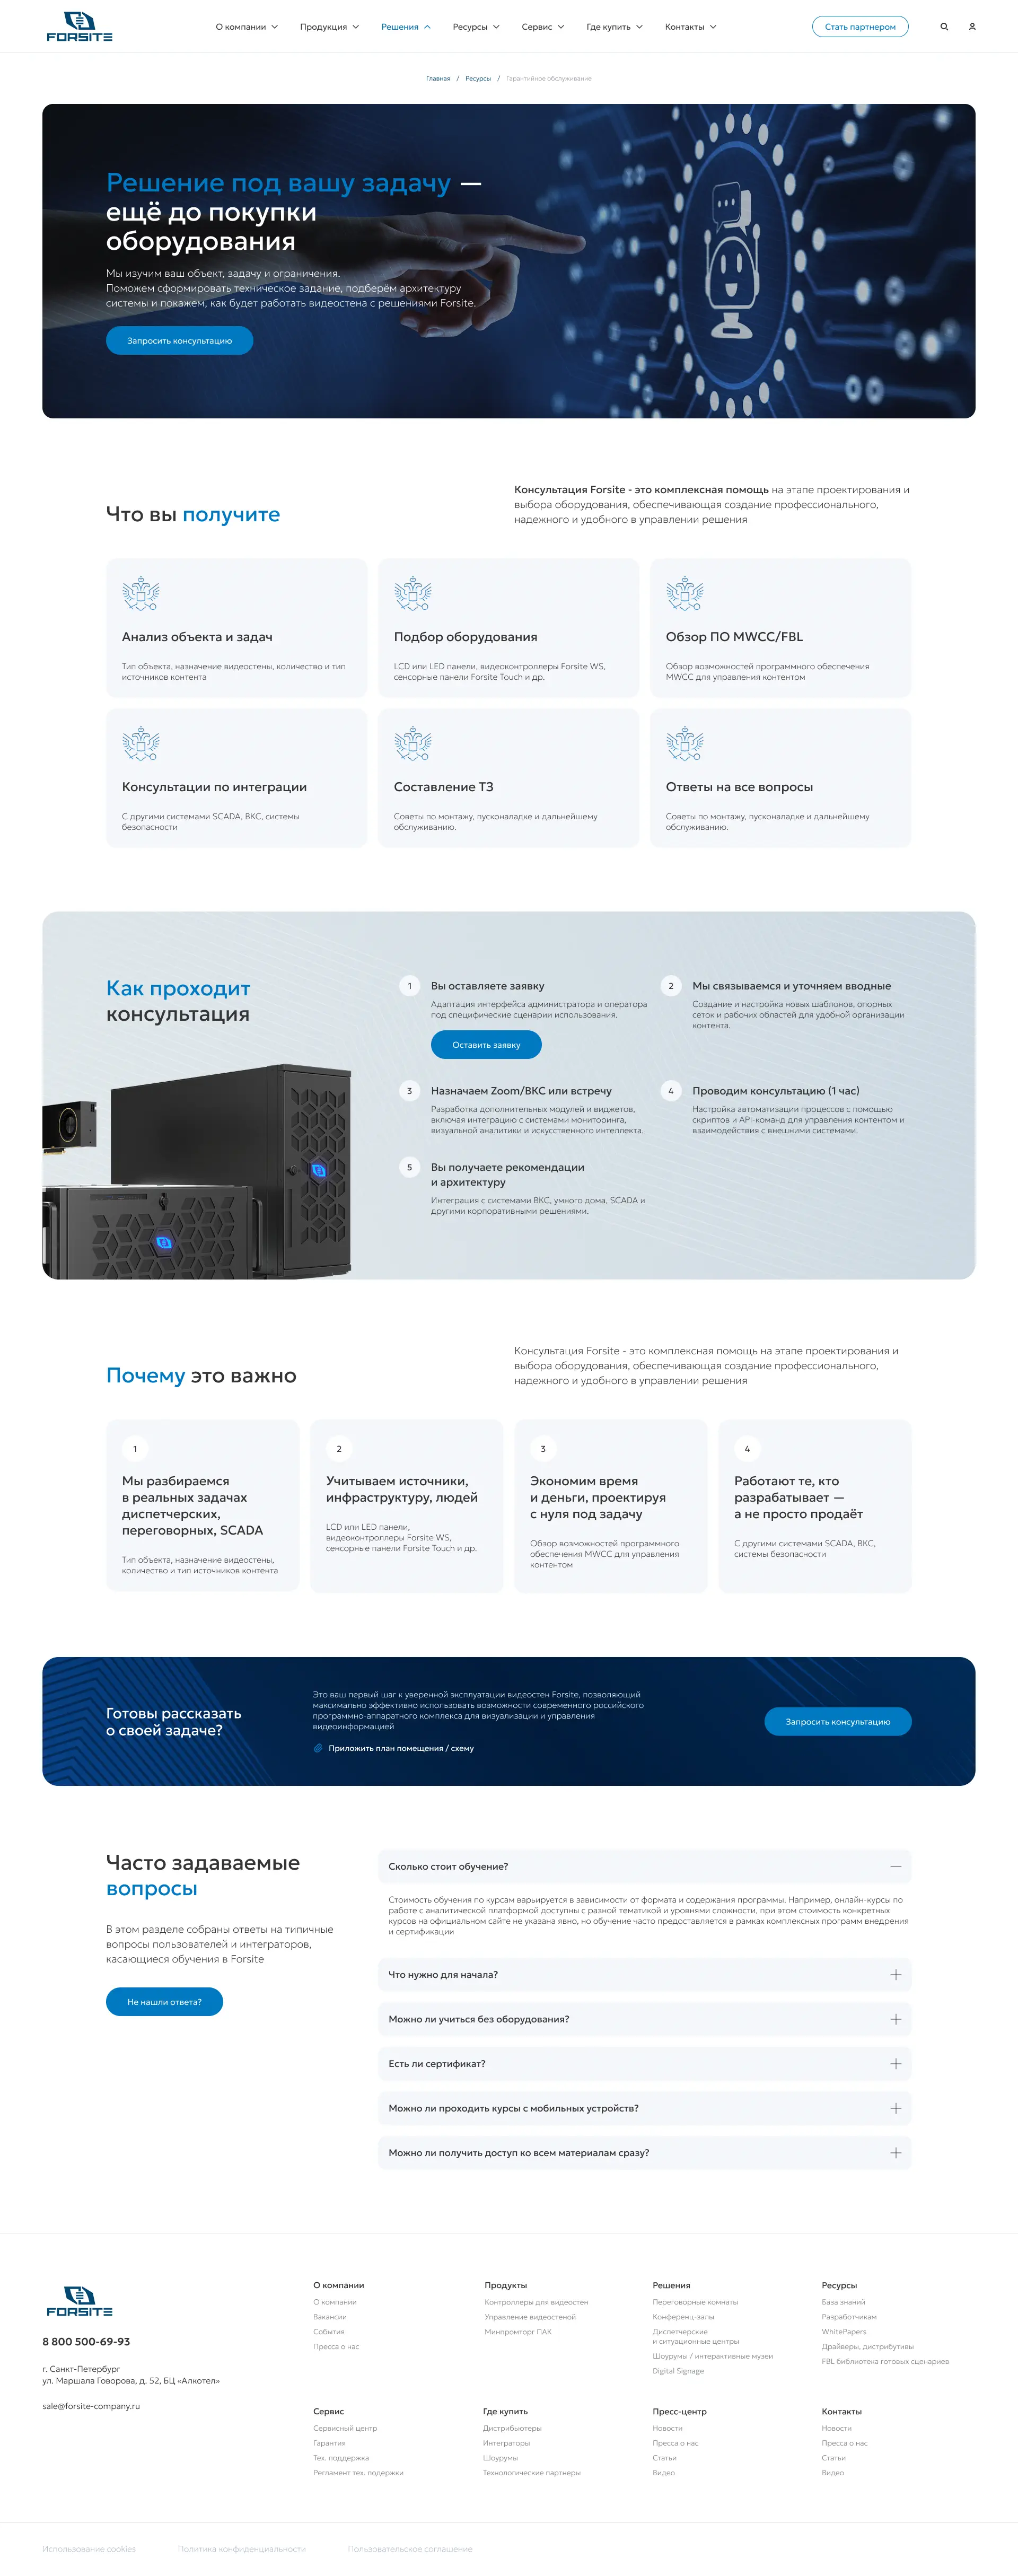 FORSITE
О компании
Продукция
Решения
Ресурсы
Сервис
Где купить
Контакты
Стать партнером
Главная / Ресурсы / Гарантийное обслуживание
Решение под вашу задачу —
ещё до покупки
оборудования
Мы изучим ваш объект, задачу и ограничения.
Поможем сформировать техническое задание, подберём архитектуру
системы и покажем, как будет работать видеостена с решениями Forsite.
Запросить консультацию
Что вы получите
Консультация Forsite - это комплексная помощь на этапе проектирования и
выбора оборудования, обеспечивающая создание профессионального,
надежного и удобного в управлении решения
Анализ объекта и задач
Тип объекта, назначение видеостены, количество и тип
источников контента
Подбор оборудования
LCD или LED панели, видеоконтроллеры Forsite WS,
сенсорные панели Forsite Touch и др.
Обзор ПО MWCC/FBL
Обзор возможностей программного обеспечения
MWCC для управления контентом
Консультации по интеграции
С другими системами SCADA, ВКС, системы
безопасности
Составление ТЗ
Советы по монтажу, пусконаладке и дальнейшему
обслуживанию.
Ответы на все вопросы
Советы по монтажу, пусконаладке и дальнейшему
обслуживанию.
Как проходит
консультация
1
Вы оставляете заявку
Адаптация интерфейса администратора и оператора
под специфические сценарии использования.
Оставить заявку
2
Мы связываемся и уточняем вводные
Создание и настройка новых шаблонов, опорных
сеток и рабочих областей для удобной организации
контента.
3
Назначаем Zoom/ВКС или встречу
Разработка дополнительных модулей и виджетов,
включая интеграцию с системами мониторинга,
визуальной аналитики и искусственного интеллекта.
4
Проводим консультацию (1 час)
Настройка автоматизации процессов с помощью
скриптов и API-команд для управления контентом и
взаимодействия с внешними системами.
5
Вы получаете рекомендации
и архитектуру
Интеграция с системами ВКС, умного дома, SCADA и
другими корпоративными решениями.
Почему это важно
Консультация Forsite - это комплексная помощь на этапе проектирования и
выбора оборудования, обеспечивающая создание профессионального,
надежного и удобного в управлении решения
1
Мы разбираемся
в реальных задачах
диспетчерских,
переговорных, SCADA
Тип объекта, назначение видеостены,
количество и тип источников контента
2
Учитываем источники,
инфраструктуру, людей
LCD или LED панели,
видеоконтроллеры Forsite WS,
сенсорные панели Forsite Touch и др.
3
Экономим время
и деньги, проектируя
с нуля под задачу
Обзор возможностей программного
обеспечения MWCC для управления
контентом
4
Работают те, кто
разрабатывает —
а не просто продаёт
С другими системами SCADA, ВКС,
системы безопасности
Готовы рассказать
о своей задаче?
Это ваш первый шаг к уверенной эксплуатации видеостен Forsite, позволяющий
максимально эффективно использовать возможности современного российского
программно-аппаратного комплекса для визуализации и управления
видеоинформацией
Приложить план помещения / схему
Запросить консультацию
Часто задаваемые
вопросы
В этом разделе собраны ответы на типичные
вопросы пользователей и интеграторов,
касающиеся обучения в Forsite
Не нашли ответа?
Сколько стоит обучение?
Стоимость обучения по курсам варьируется в зависимости от формата и содержания программы. Например, онлайн-курсы по
работе с аналитической платформой доступны с разной тематикой и уровнями сложности, при этом стоимость конкретных
курсов на официальном сайте не указана явно, но обучение часто предоставляется в рамках комплексных программ внедрения
и сертификации
Что нужно для начала?
Можно ли учиться без оборудования?
Есть ли сертификат?
Можно ли проходить курсы с мобильных устройств?
Можно ли получить доступ ко всем материалам сразу?
FORSITE
8 800 500-69-93
г. Санкт-Петербург
ул. Маршала Говорова, д. 52, БЦ «Алкотел»
sale@forsite-company.ru
О компании
О компании
Вакансии
События
Пресса о нас
Продукты
Контроллеры для видеостен
Управление видеостеной
Минпромторг ПАК
Решения
Переговорные комнаты
Конференц-залы
Диспетчерские
и ситуационные центры
Шоурумы / интерактивные музеи
Digital Signage
Ресурсы
База знаний
Разработчикам
WhitePapers
Драйверы, дистрибутивы
FBL библиотека готовых сценариев
Сервис
Сервисный центр
Гарантия
Тех. поддержка
Регламент тех. подержки
Где купить
Дистрибьюторы
Интеграторы
Шоурумы
Технологические партнеры
Пресс-центр
Новости
Пресса о нас
Статьи
Видео
Контакты
Новости
Пресса о нас
Статьи
Видео
Использование cookies
Политика конфиденциальности
Пользовательское соглашение